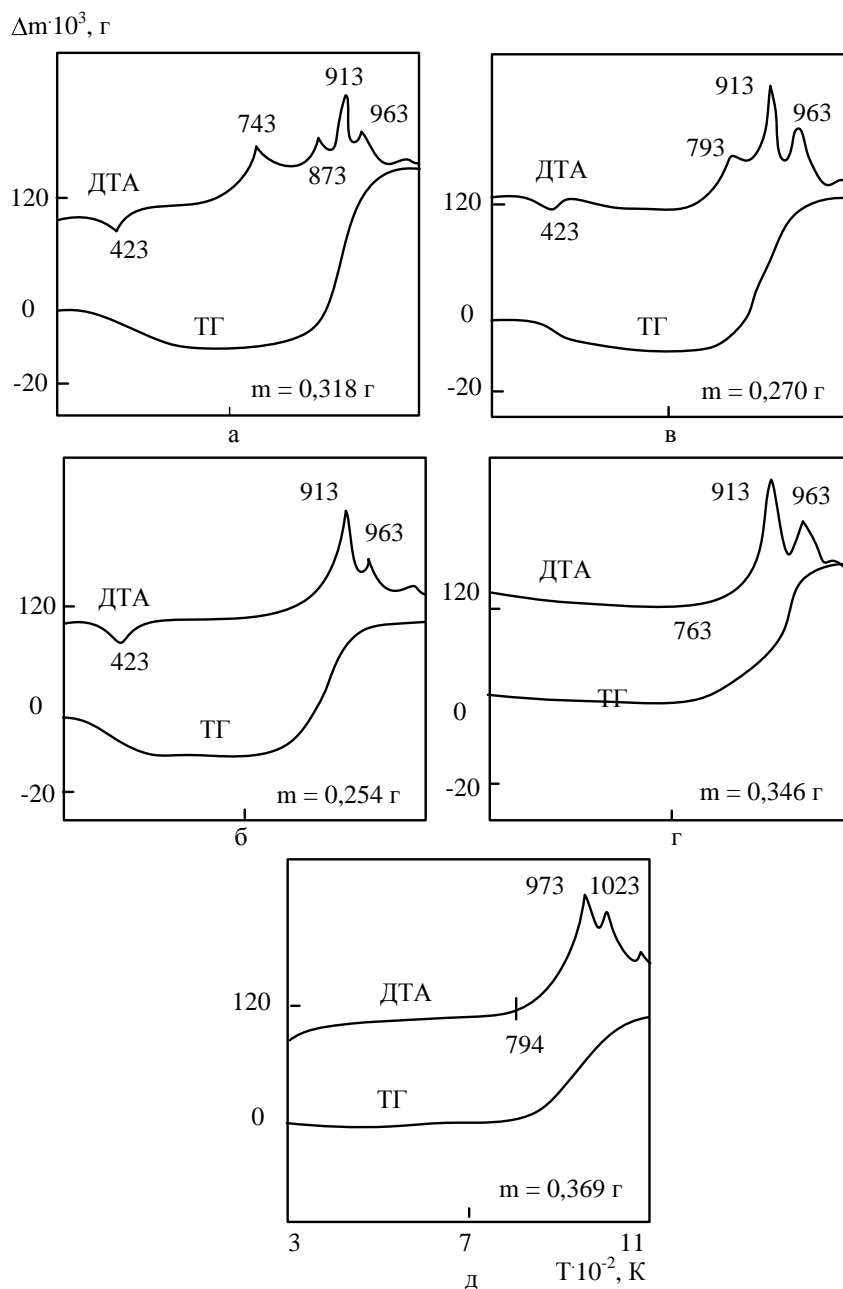 Δm·10³, г
913
743
963
ДТА
873
120
423
0
ТГ
-20
m = 0,318 г
а
913
963
793
ДТА
120
423
0
ТГ
-20
m = 0,270 г
в
913
963
ДТА
120
423
0
ТГ
-20
m = 0,254 г
б
913
963
ДТА
120
763
ТГ
0
-20
m = 0,346 г
г
973 1023
ДТА
120
794
ТГ
0
m = 0,369 г
3 7 11
д T·10⁻², К